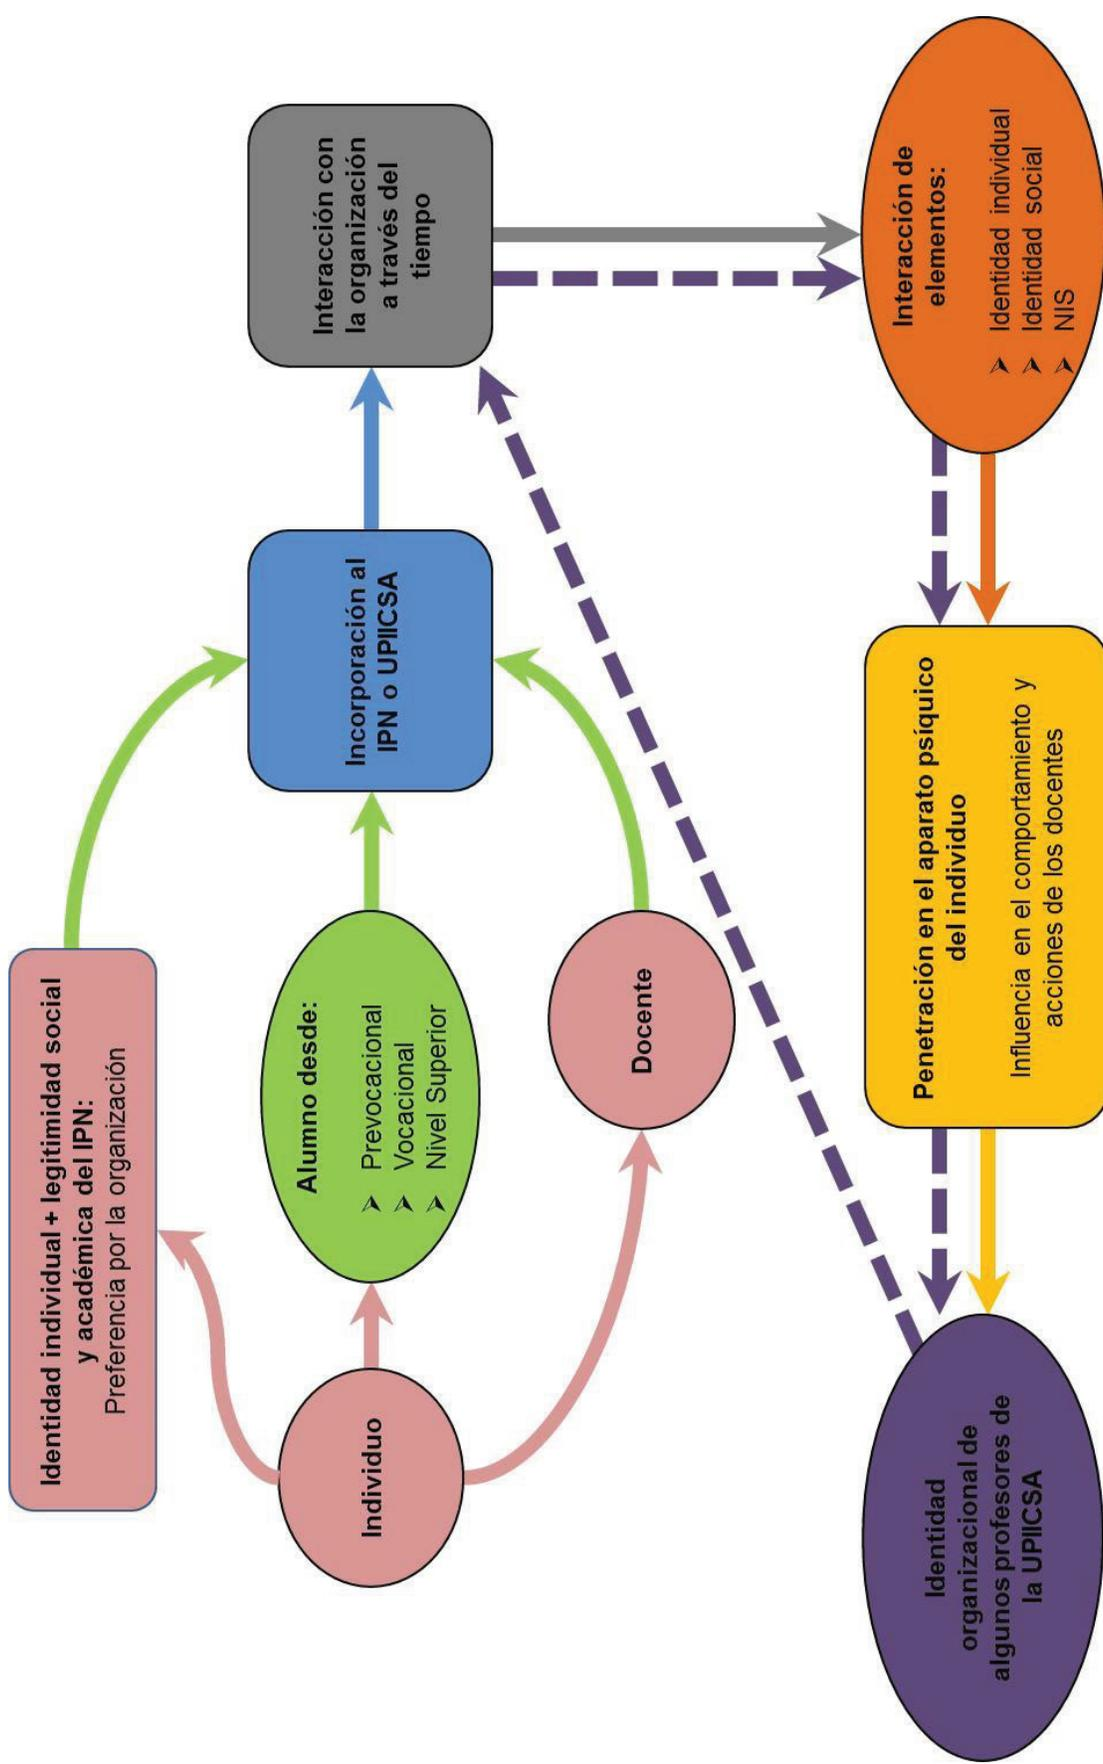 Identidad individual + legitimidad social
y académica del IPN:
Preferencia por la organización
Individuo
Alumno desde:
➢ Prevocacional
➢ Vocacional
➢ Nivel Superior
Docente
Incorporación al
IPN o UPIICSA
Interacción con
la organización
a través del
tiempo
Interacción de
elementos:
➢ Identidad individual
➢ Identidad social
➢ NIS
Penetración en el aparato psíquico
del individuo
Influencia en el comportamiento y
acciones de los docentes
Identidad
organizacional de
algunos profesores de
la UPIICSA